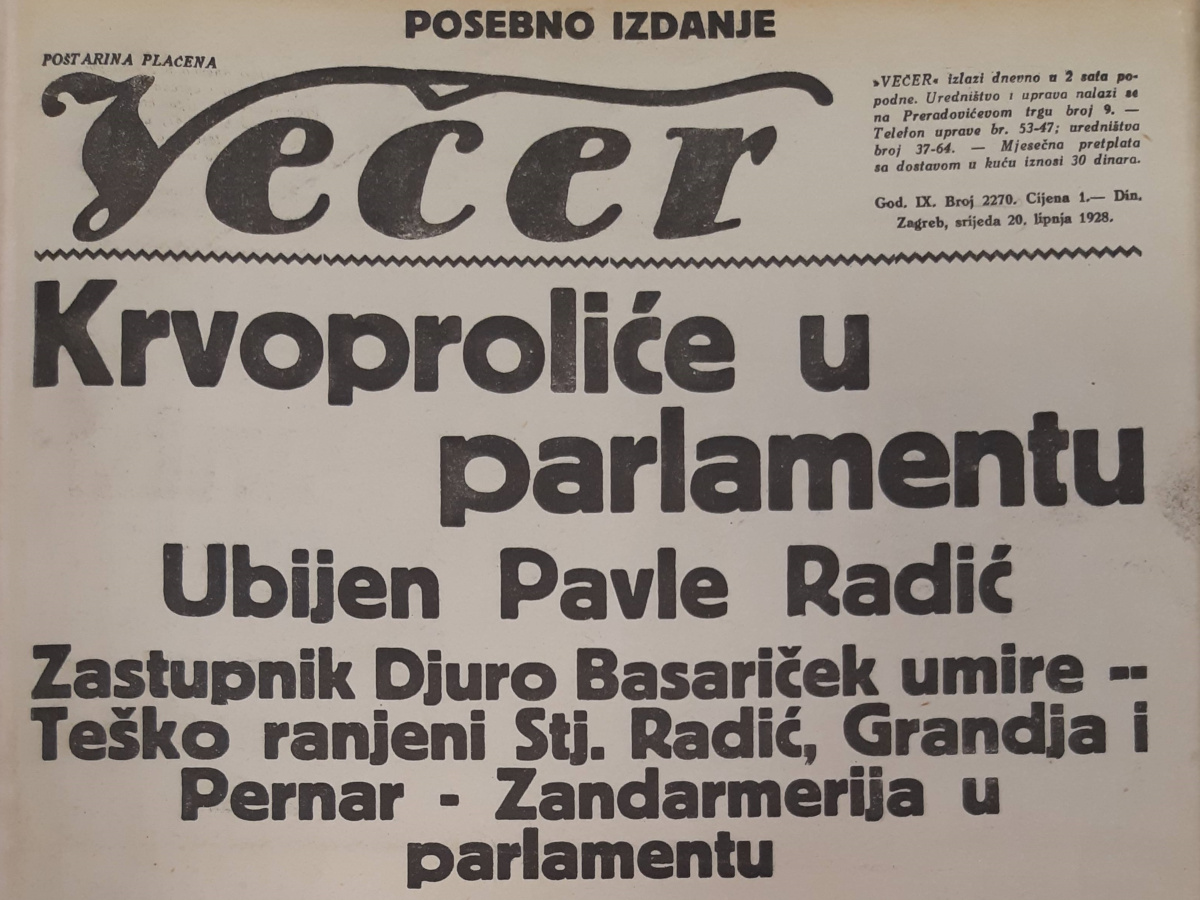 POSEBNO IZDANJE
POŠTARINA PLAĆENA
Večer
»VEČER« izlazi dnevno u 2 sata po-
podne. Uredništvo i uprava nalazi se
na Preradovićevom trgu broj 9. —
Telefon uprave br. 53-47; uredništva
broj 37-64. — Mjesečna pretplata
sa dostavom u kuću iznosi 30 dinara.
God. IX. Broj 2270. Cijena 1.— Din.
Zagreb, srijeda 20. lipnja 1928.
Krvoproliće u
parlamentu
Ubijen Pavle Radić
Zastupnik Djuro Basariček umire --
Teško ranjeni Stj. Radić, Grandja i
Pernar - Zandarmerija u
parlamentu